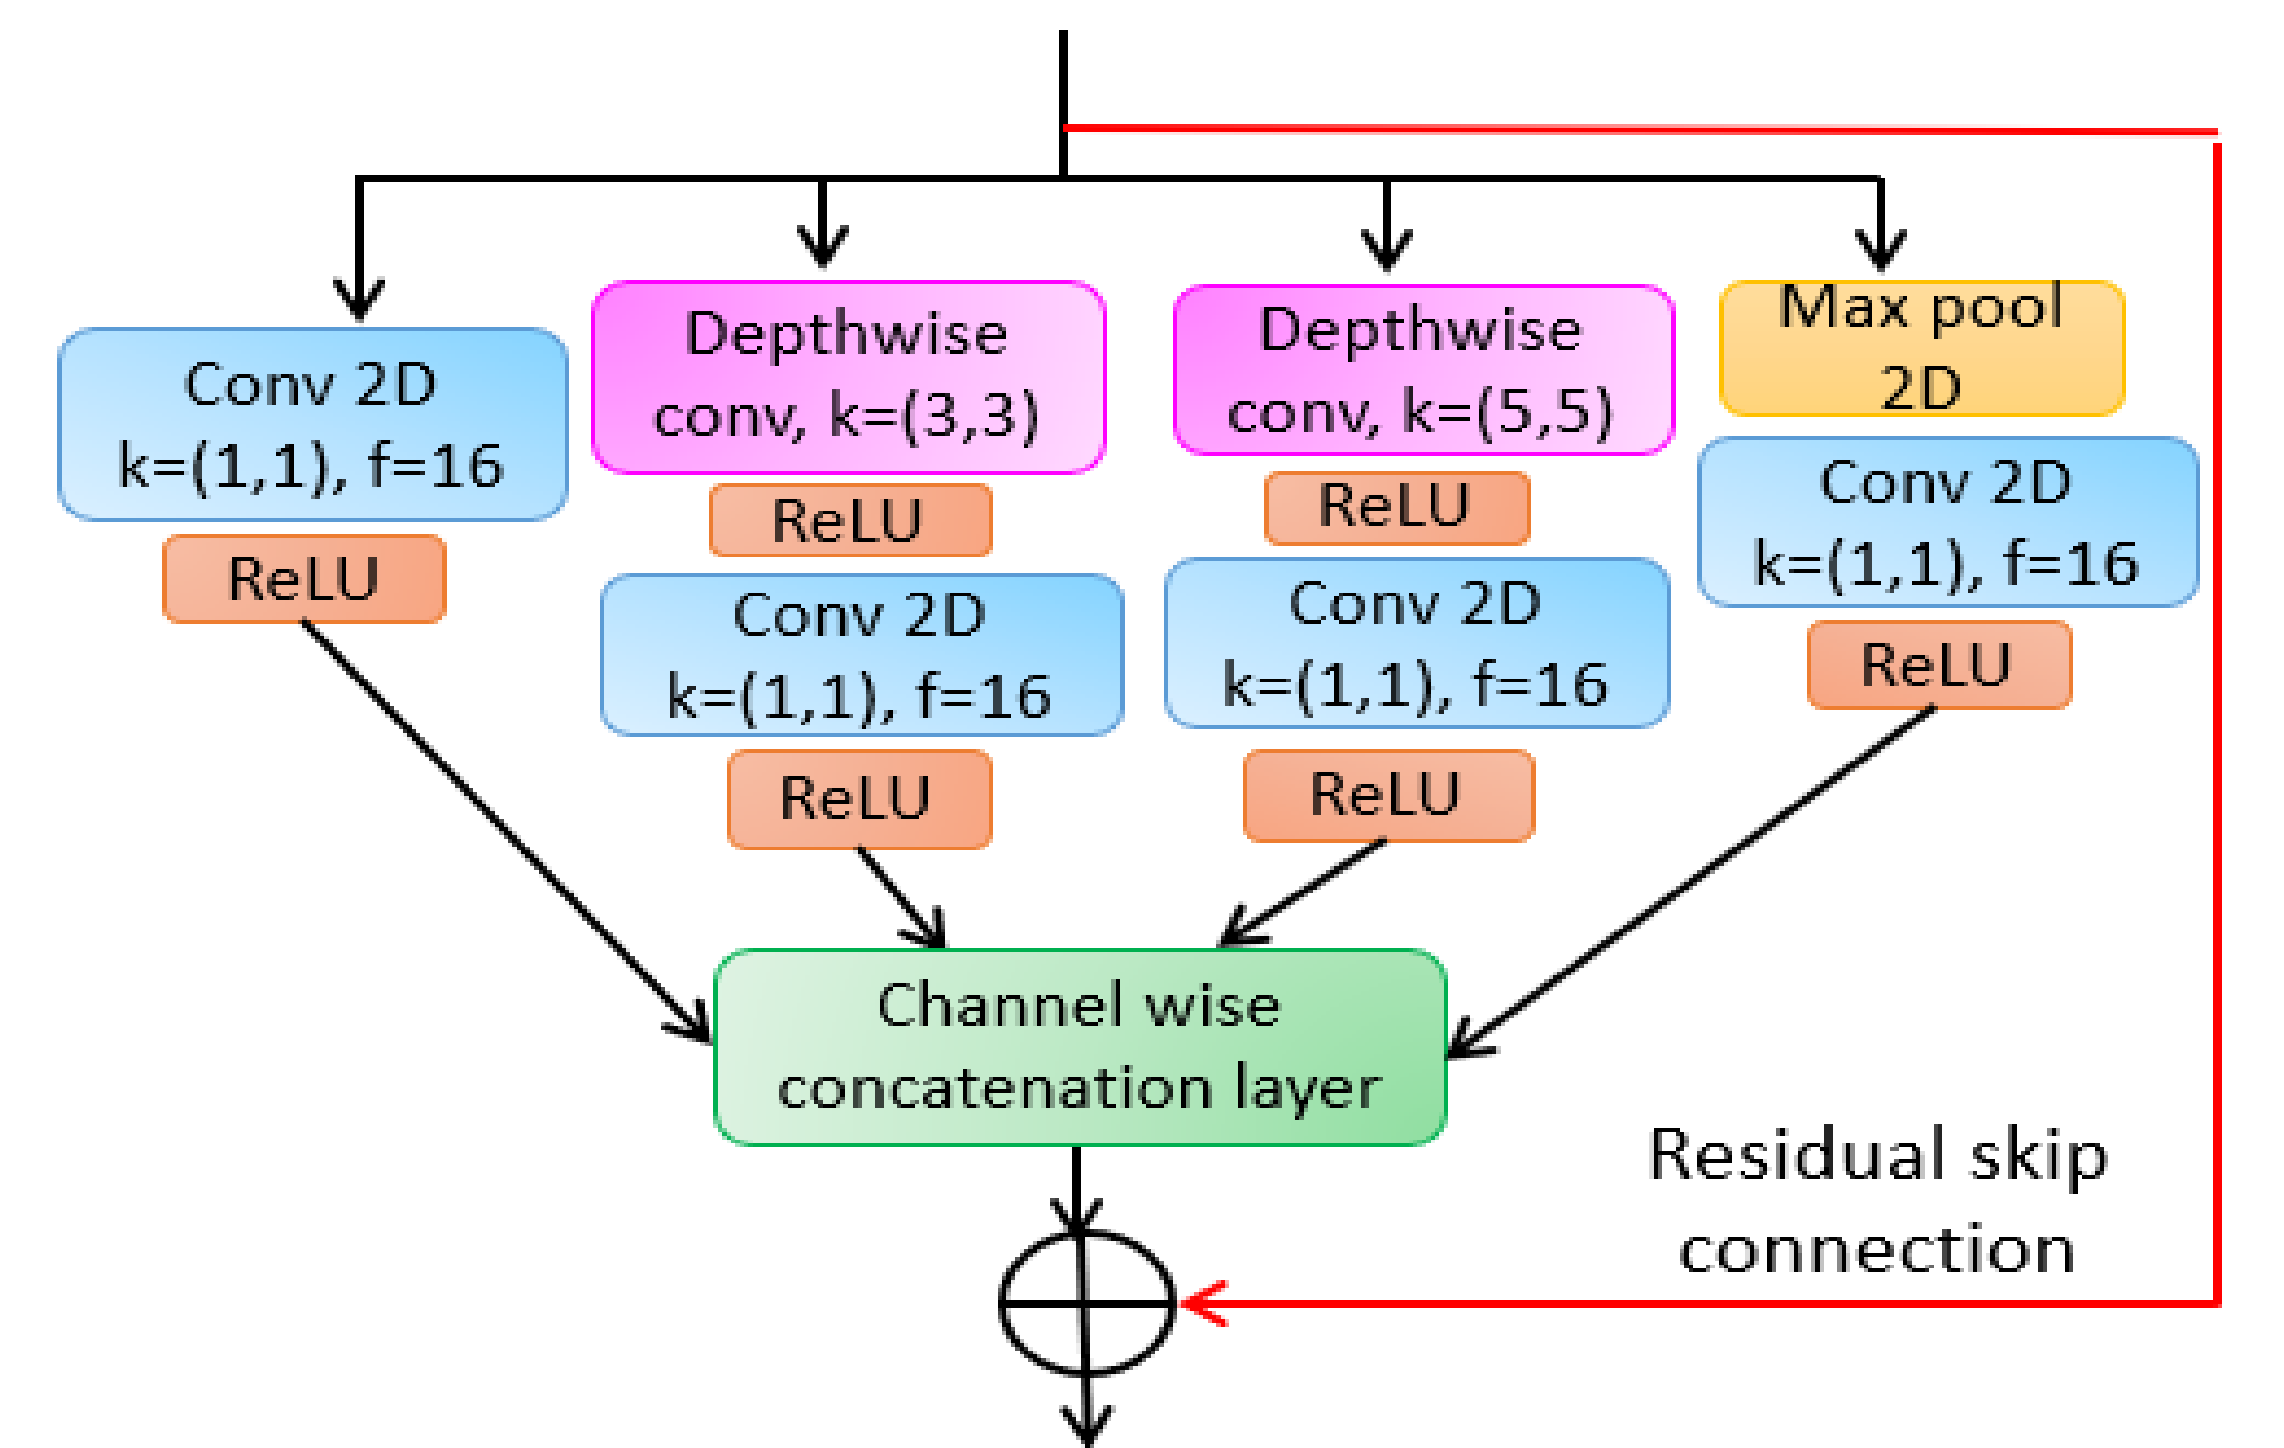 Conv 2D
k=(1,1), f=16
ReLU
Depthwise
conv, k=(3,3)
ReLU
Conv 2D
k=(1,1), f=16
ReLU
Depthwise
conv, k=(5,5)
ReLU
Conv 2D
k=(1,1), f=16
ReLU
Max pool
2D
Conv 2D
k=(1,1), f=16
ReLU
Channel wise
concatenation layer
Residual skip
connection